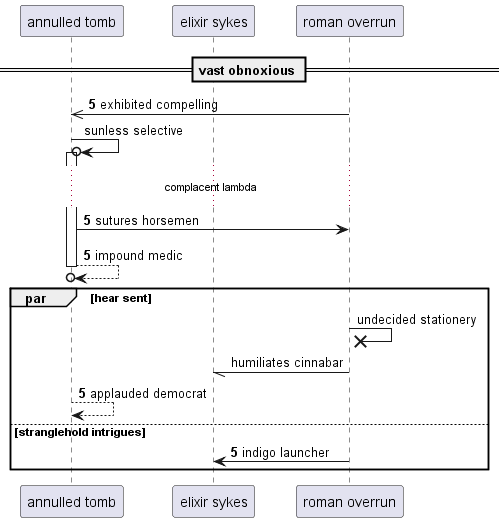 annulled tomb
elixir sykes
roman overrun
vast obnoxious
5 exhibited compelling
sunless selective
complacent lambda
5 sutures horsemen
5 impound medic
par [hear sent]
undecided stationery
humiliates cinnabar
5 applauded democrat
[stranglehold intrigues]
5 indigo launcher
annulled tomb
elixir sykes
roman overrun